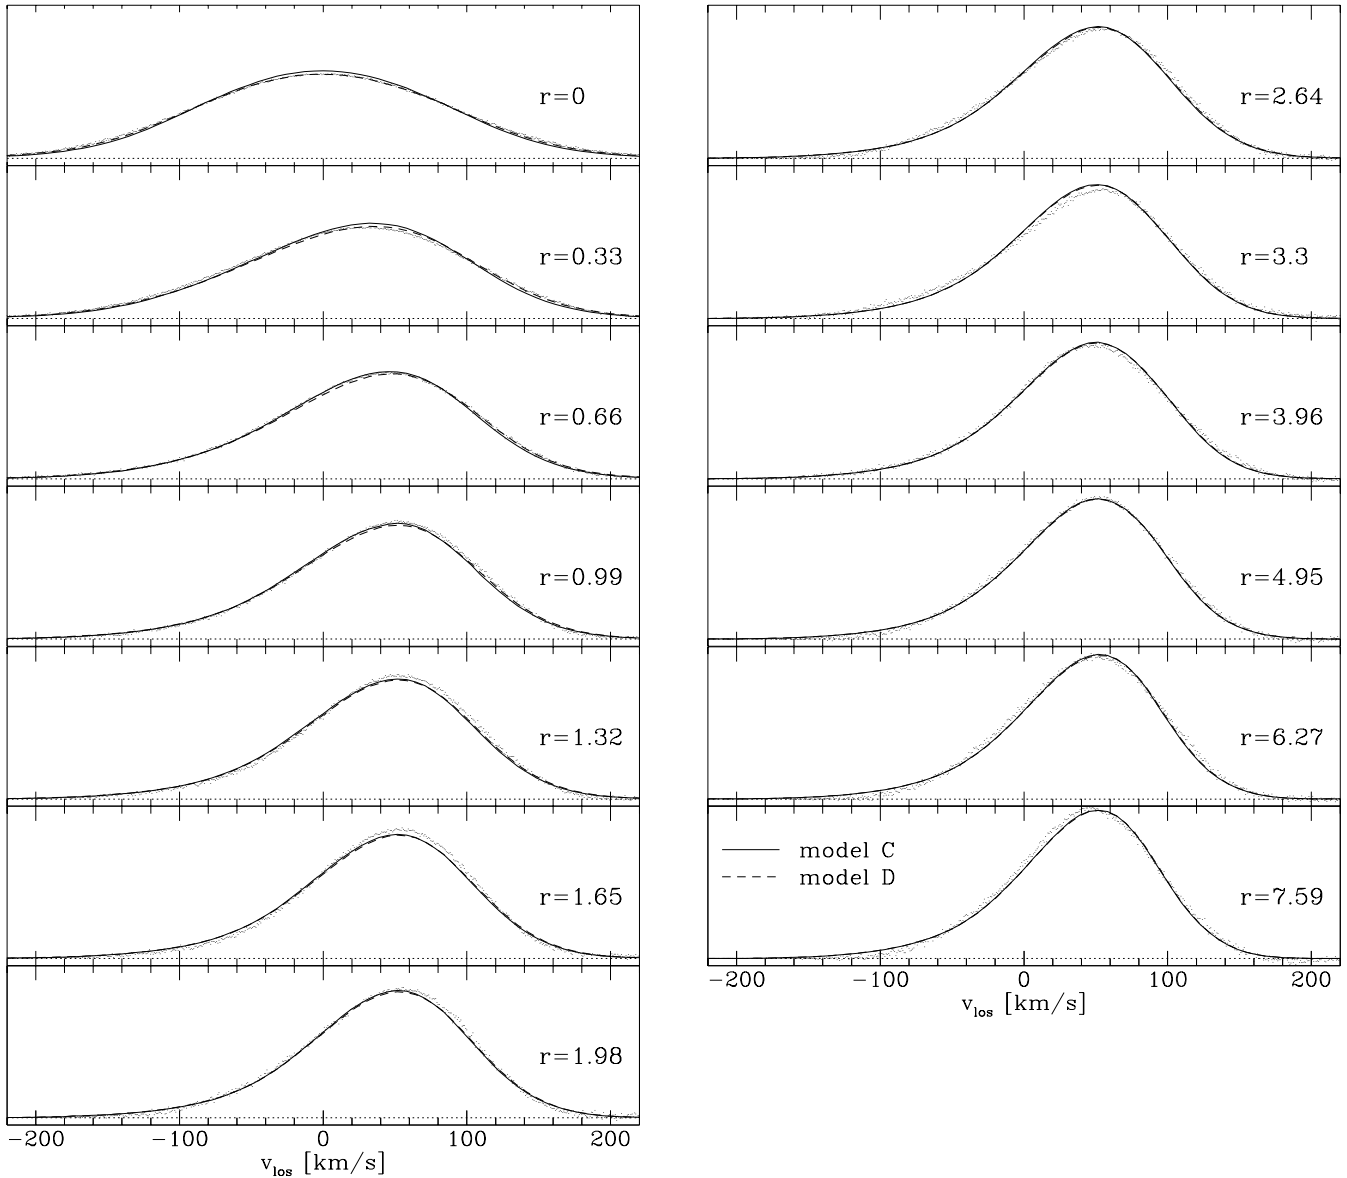 r=0
r=0.33
r=0.66
r=0.99
r=1.32
r=1.65
r=1.98
−200 −100 0 100 200
v_los [km/s]
r=2.64
r=3.3
r=3.96
r=4.95
r=6.27
model C
model D
r=7.59
−200 −100 0 100 200
v_los [km/s]